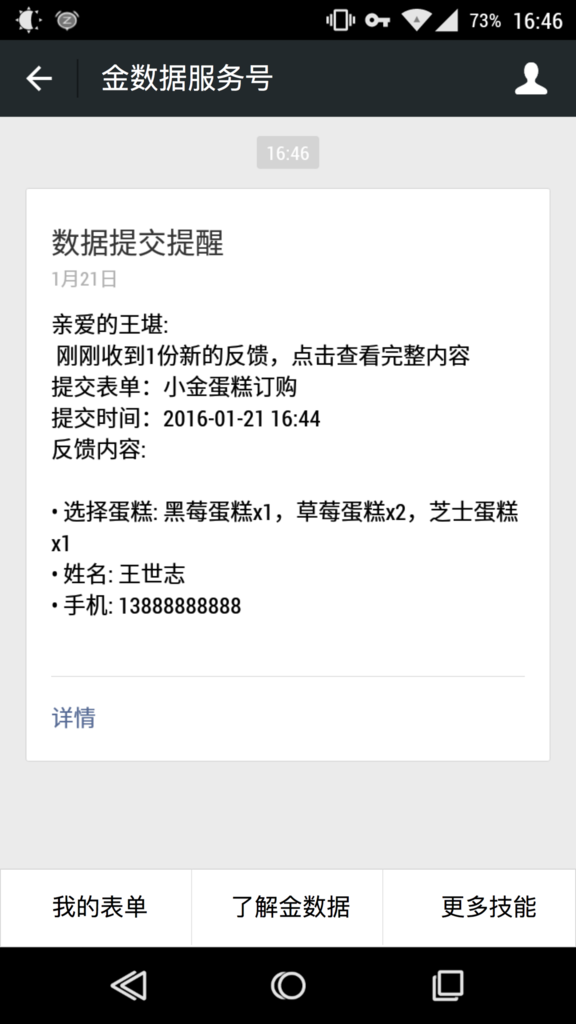 73% 16:46
金数据服务号
16:46
数据提交提醒
1月21日
亲爱的王堪:
刚刚收到1份新的反馈，点击查看完整内容
提交表单：小金蛋糕订购
提交时间：2016-01-21 16:44
反馈内容:
• 选择蛋糕: 黑莓蛋糕x1，草莓蛋糕x2，芝士蛋糕
x1
• 姓名: 王世志
• 手机: 13888888888
详情
我的表单 了解金数据 更多技能